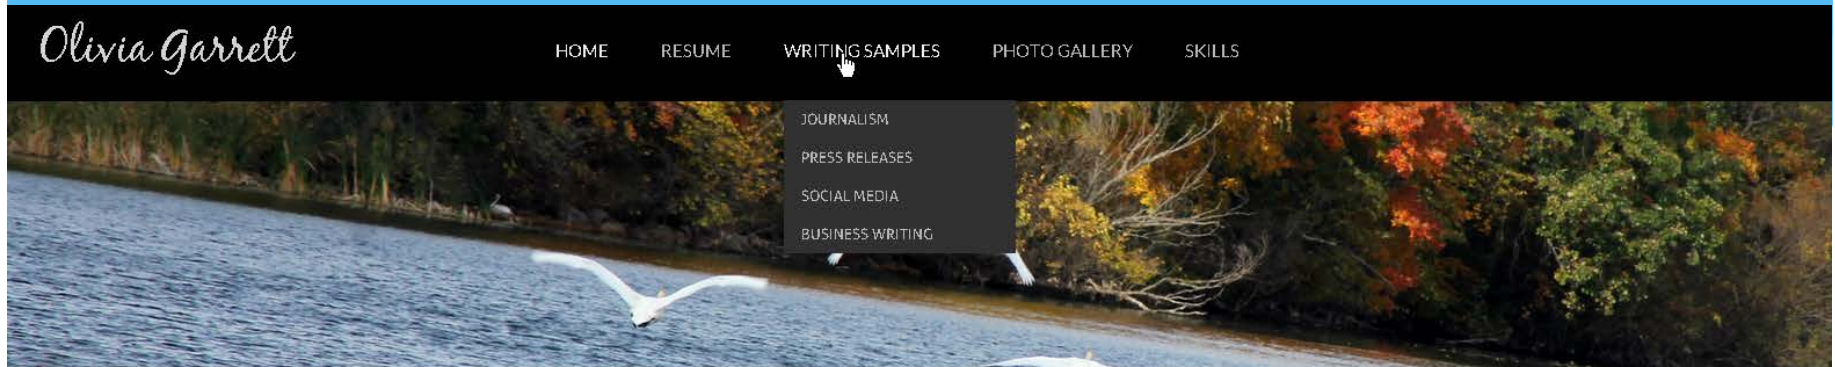 Olivia Garrett
HOME RESUME WRITING SAMPLES PHOTO GALLERY SKILLS
JOURNALISM
PRESS RELEASES
SOCIAL MEDIA
BUSINESS WRITING